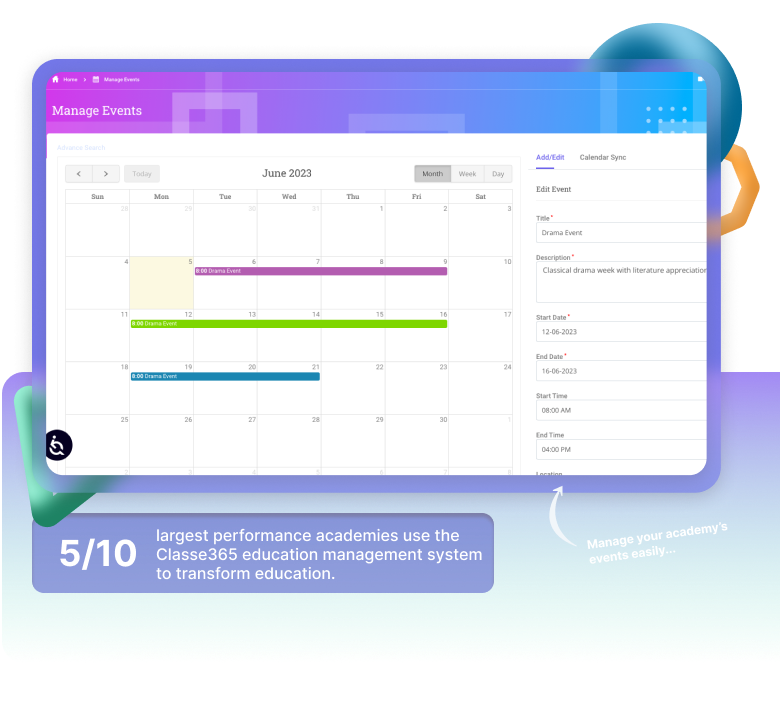 Home > Manage Events
Manage Events
Advance Search
< > Today June 2023 Month Week Day
Sun Mon Tue Wed Thu Fri Sat
28 29 30 31 1 2 3
4 5 6 7 8 9 10
8:00 Drama Event
11 12 13 14 15 16 17
8:00 Drama Event
18 19 20 21 22 23 24
8:00 Drama Event
25 26 27 28 29 30 1
2 3 4 5 6 7 8
Add/Edit Calendar Sync
Edit Event
Title*
Drama Event
Description*
Classical drama week with literature appreciation
Start Date*
12-06-2023
End Date*
16-06-2023
Start Time
08:00 AM
End Time
04:00 PM
Location
Manage your academy's
events easily...
5/10
largest performance academies use the
Classe365 education management system
to transform education.